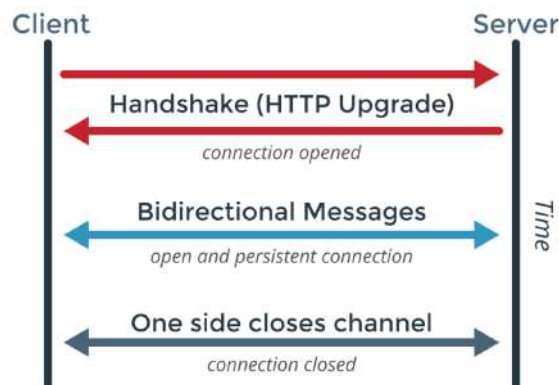 Client
Server
Handshake (HTTP Upgrade)
connection opened
Bidirectional Messages
open and persistent connection
Time
One side closes channel
connection closed